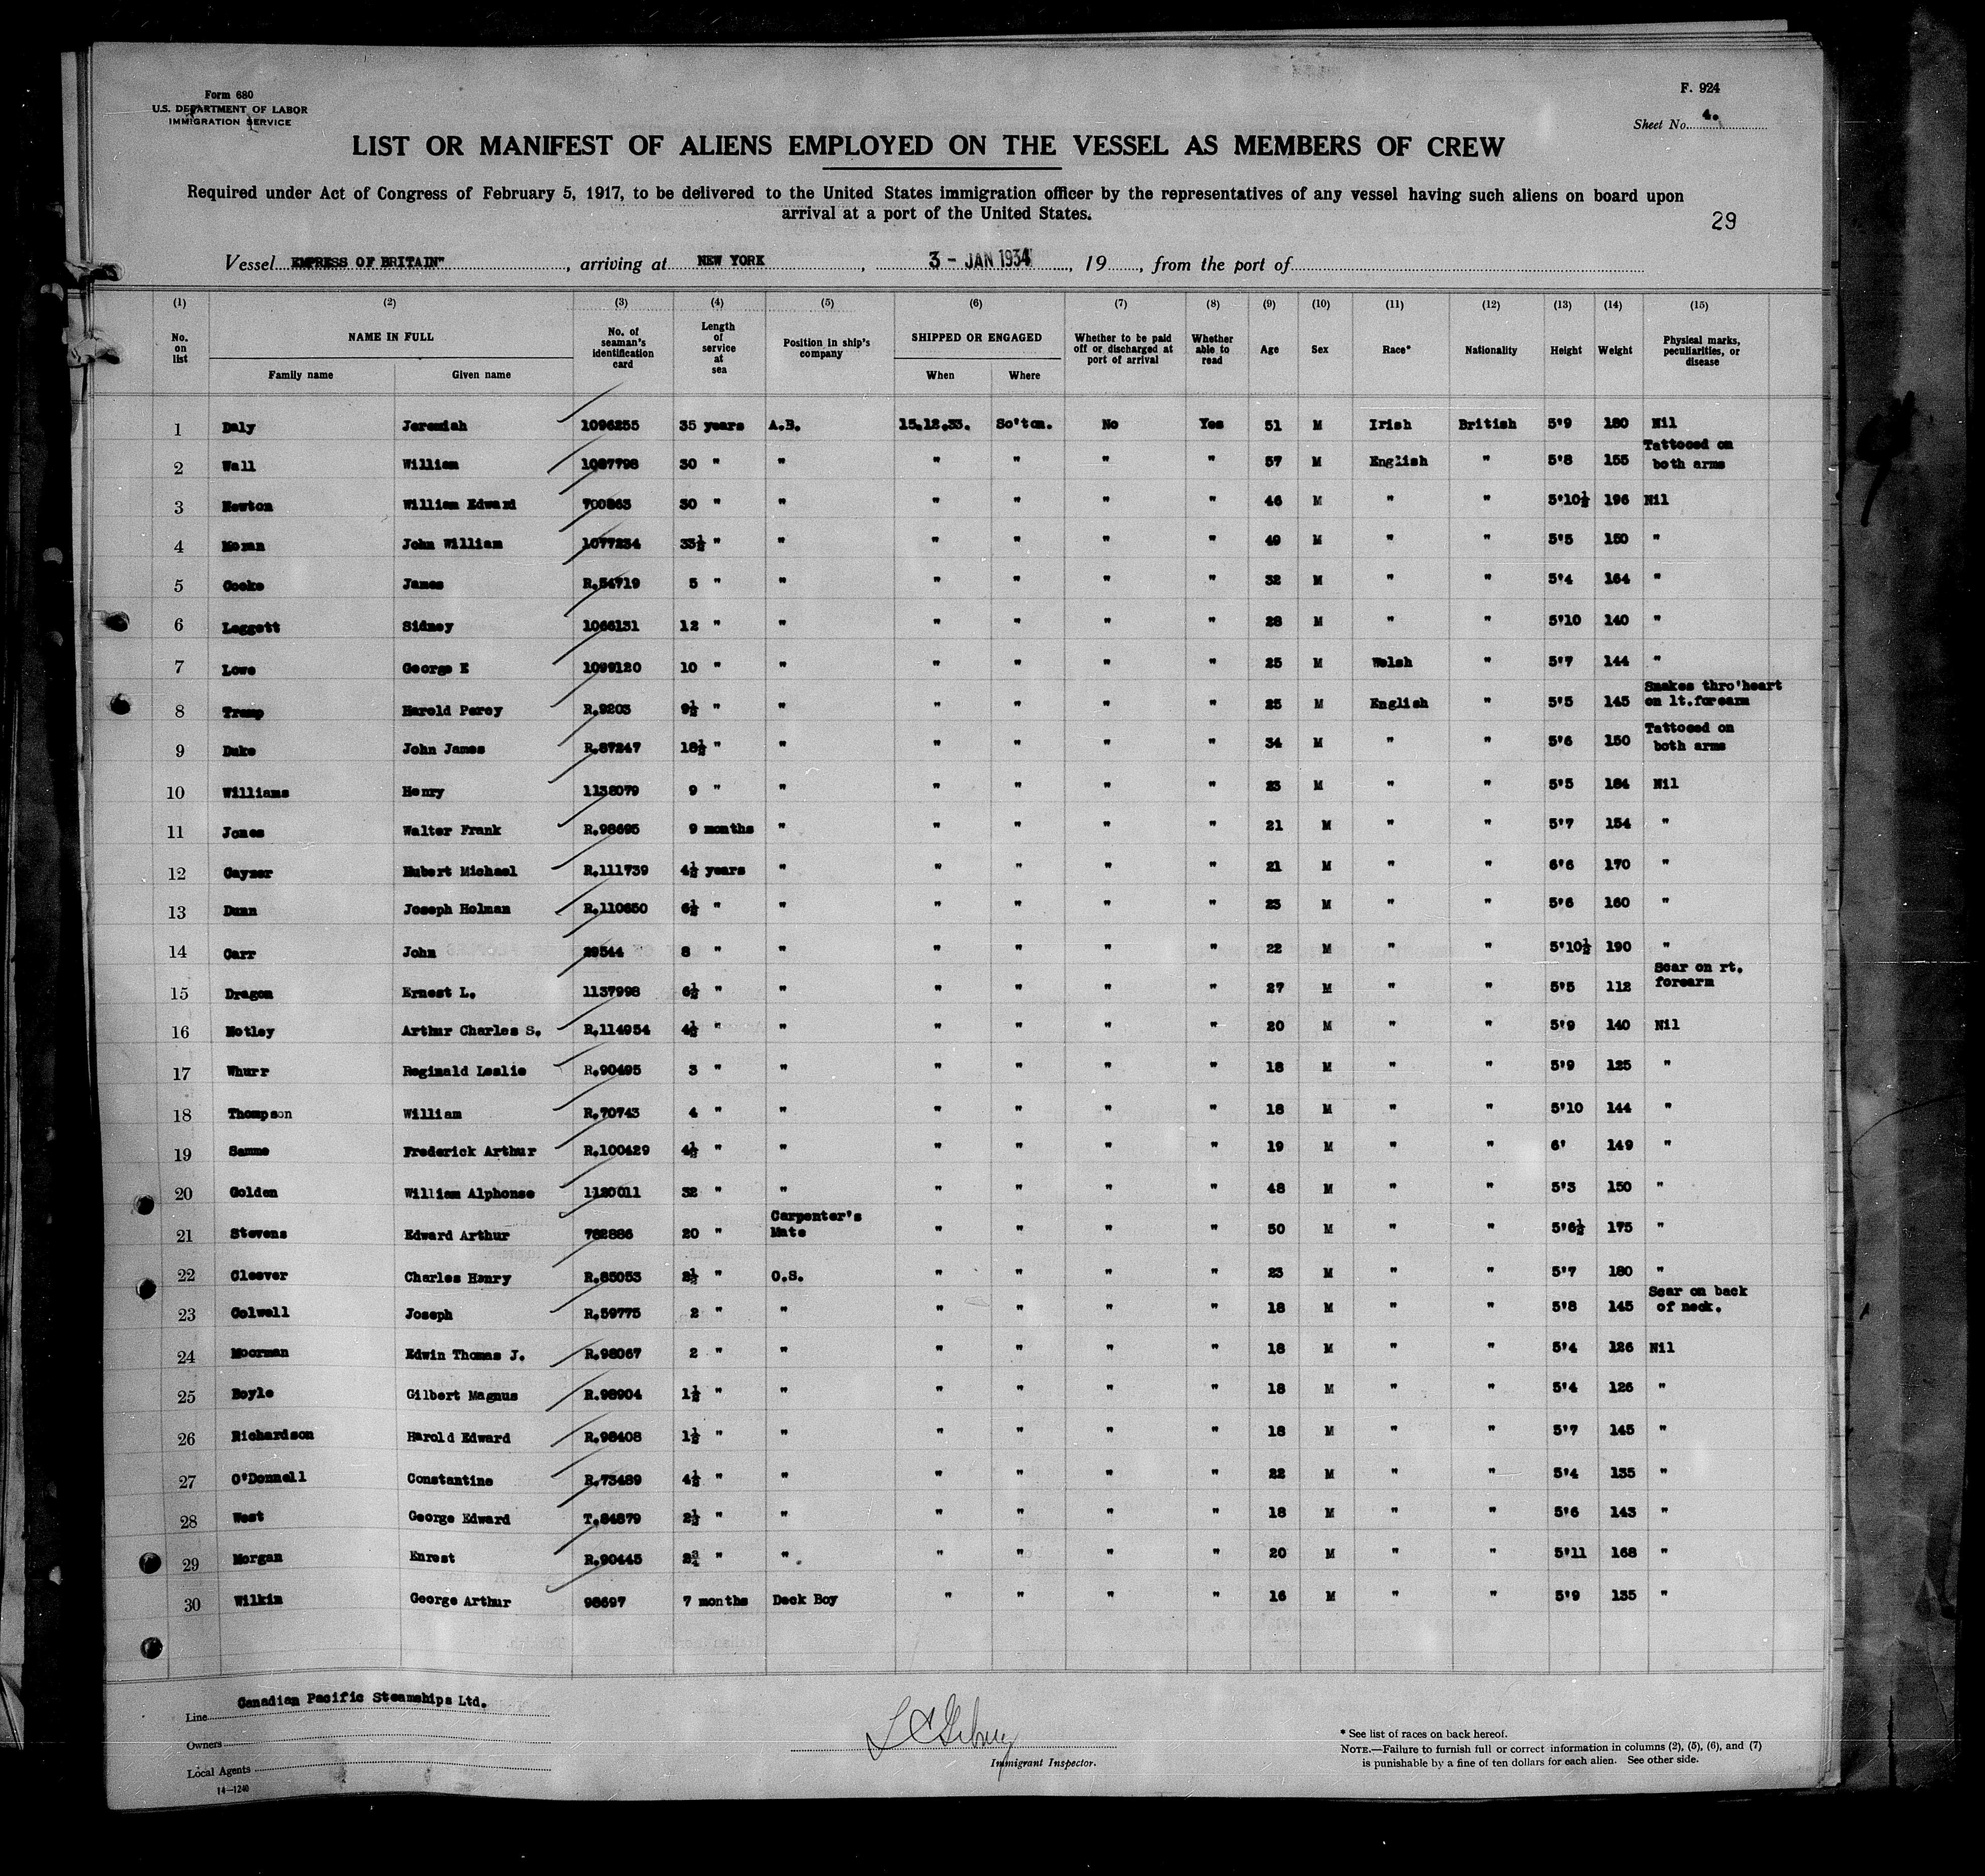 Form 680
U.S. DEPARTMENT OF LABOR
IMMIGRATION SERVICE
F. 924
Sheet No. 4.
LIST OR MANIFEST OF ALIENS EMPLOYED ON THE VESSEL AS MEMBERS OF CREW
Required under Act of Congress of February 5, 1917, to be delivered to the United States immigration officer by the representatives of any vessel having such aliens on board upon
arrival at a port of the United States.
29
Vessel EMPRESS OF BRITAIN", arriving at NEW YORK, 3 - JAN 1934, 19, from the port of
(1) (2) (3) (4) (5) (6) (7) (8) (9) (10) (11) (12) (13) (14) (15)
No. on list NAME IN FULL Family name Given name No. of seaman's identification card Length of service at sea Position in ship's company SHIPPED OR ENGAGED When Where Whether to be paid off or discharged at port of arrival Whether able to read Age Sex Race* Nationality Height Weight Physical marks, peculiarities, or disease
1 Daly Jeremiah 1096255 35 years A.B. 15.12.33. So'ton. No Yes 51 M Irish British 5'9 180 Nil
2 Wall William 1087798 30 " " " " " " 57 M English " 5'8 155 Tattooed on both arms
3 Newton William Edward 700863 30 " " " " " " 46 M " " 5'10½ 196 Nil
4 Moran John William 1077234 33½ " " " " " " 49 M " " 5'5 150 "
5 Cooke James R.54719 5 " " " " " " 32 M " " 5'4 164 "
6 Leggett Sidney 1066131 12 " " " " " " 28 M " " 5'10 140 "
7 Lowe George E 1099120 10 " " " " " " 25 M Welsh " 5'7 144 "
8 Tramp Harold Percy R.9203 9½ " " " " " " 25 M English " 5'5 145 Snakes thro'heart on lt.forearm
9 Duke John James R.87247 18½ " " " " " " 34 M " " 5'6 150 Tattooed on both arms
10 Williams Henry 1138079 9 " " " " " " 23 M " " 5'5 184 Nil
11 Jones Walter Frank R.98695 9 months " " " " " 21 M " " 5'7 154 "
12 Gayzer Hubert Michael R.111739 4½ years " " " " " 21 M " " 6'6 170 "
13 Dunn Joseph Holman R.110650 6½ " " " " " " 23 M " " 5'6 160 "
14 Carr John 29544 8 " " " " " " 22 M " " 5'10½ 190 "
15 Dragon Ernest L. 1137998 6½ " " " " " " 27 M " " 5'5 112 Scar on rt. forearm
16 Motley Arthur Charles S. R.114954 4½ " " " " " " 20 M " " 5'9 140 Nil
17 Whurr Reginald Leslie R.90495 3 " " " " " " 18 M " " 5'9 125 "
18 Thompson William R.70743 4 " " " " " " 18 M " " 5'10 144 "
19 Samme Frederick Arthur R.100429 4½ " " " " " " 19 M " " 6' 149 "
20 Golden William Alphonse 1120011 32 " " " " " " 48 M " " 5'3 150 "
21 Stevens Edward Arthur 782886 20 " Carpenter's Mate " " " " 50 M " " 5'6½ 175 "
22 Cleever Charles Henry R.85053 2½ " O.S. " " " " 23 M " " 5'7 180 "
23 Colwell Joseph R.59775 2 " " " " " " 18 M " " 5'8 145 Scar on back of neck.
24 Moorman Edwin Thomas J. R.98067 2 " " " " " " 18 M " " 5'4 126 Nil
25 Boyle Gilbert Magnus R.98904 1½ " " " " " " 18 M " " 5'4 126 "
26 Richardson Harold Edward R.98408 1½ " " " " " " 18 M " " 5'7 145 "
27 O'Donnell Constantine R.73489 4½ " " " " " " 22 M " " 5'4 135 "
28 West George Edward T.84879 2½ " " " " " " 18 M " " 5'6 143 "
29 Morgan Enrest R.90445 2¾ " " " " " " 20 M " " 5'11 168 "
30 Wilkin George Arthur 98697 7 months Deck Boy " " " " 16 M " " 5'9 135 "
Line Canadian Pacific Steamships Ltd.
Owners
Local Agents
14-1240
Immigrant Inspector.
* See list of races on back hereof.
NOTE.—Failure to furnish full or correct information in columns (2), (5), (6), and (7)
is punishable by a fine of ten dollars for each alien. See other side.